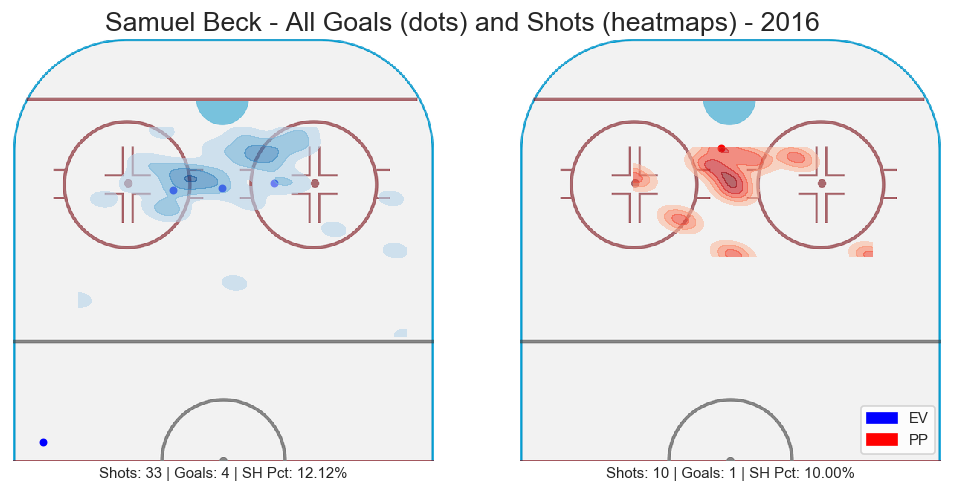 Samuel Beck - All Goals (dots) and Shots (heatmaps) - 2016
EV
PP
Shots: 33 | Goals: 4 | SH Pct: 12.12%
Shots: 10 | Goals: 1 | SH Pct: 10.00%